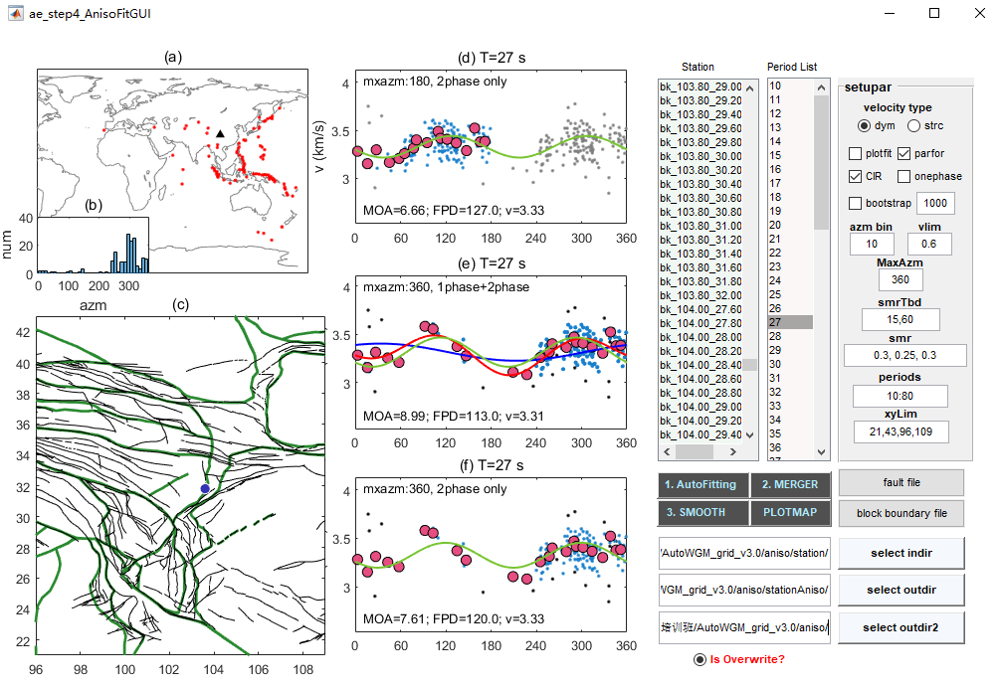 ae_step4_AnisoFitGUI
(a)
(b)
40
20
0
num
0
100
200
300
azm
(c)
42
40
38
36
34
32
30
28
26
24
22
96
98
100
102
104
106
108
(d) T=27 s
mxazm:180, 2phase only
4
3.5
3
v (km/s)
MOA=6.66; FPD=127.0; v=3.33
0
60
120
180
240
300
360
(e) T=27 s
mxazm:360, 1phase+2phase
4
3.5
3
MOA=8.99; FPD=113.0; v=3.31
0
60
120
180
240
300
360
(f) T=27 s
mxazm:360, 2phase only
4
3.5
3
MOA=7.61; FPD=120.0; v=3.33
0
60
120
180
240
300
360
Station
bk_103.80_29.00
bk_103.80_29.20
bk_103.80_29.40
bk_103.80_29.60
bk_103.80_29.80
bk_103.80_30.00
bk_103.80_30.20
bk_103.80_30.40
bk_103.80_30.60
bk_103.80_30.80
bk_103.80_31.00
bk_103.80_31.20
bk_103.80_31.40
bk_103.80_31.60
bk_103.80_31.80
bk_103.80_32.00
bk_104.00_27.60
bk_104.00_27.80
bk_104.00_28.00
bk_104.00_28.20
bk_104.00_28.40
bk_104.00_28.60
bk_104.00_28.80
bk_104.00_29.00
bk_104.00_29.20
bk_104.00_29.40
Period List
10
11
12
13
14
15
16
17
18
19
20
21
22
23
24
25
26
27
28
29
30
31
32
33
34
35
36
37
setupar
velocity type
dym
strc
plotfit
parfor
CIR
onephase
bootstrap
1000
azm bin
vlim
10
0.6
MaxAzm
360
smrTbd
15,60
smr
0.3, 0.25, 0.3
periods
10:80
xyLim
21,43,96,109
1. AutoFitting
2. MERGER
3. SMOOTH
PLOTMAP
fault file
block boundary file
'AutoWGM_grid_v3.0/aniso/station/
select indir
VGM_grid_v3.0/aniso/stationAniso/
select outdir
培训班/AutoWGM_grid_v3.0/aniso/
select outdir2
Is Overwrite?